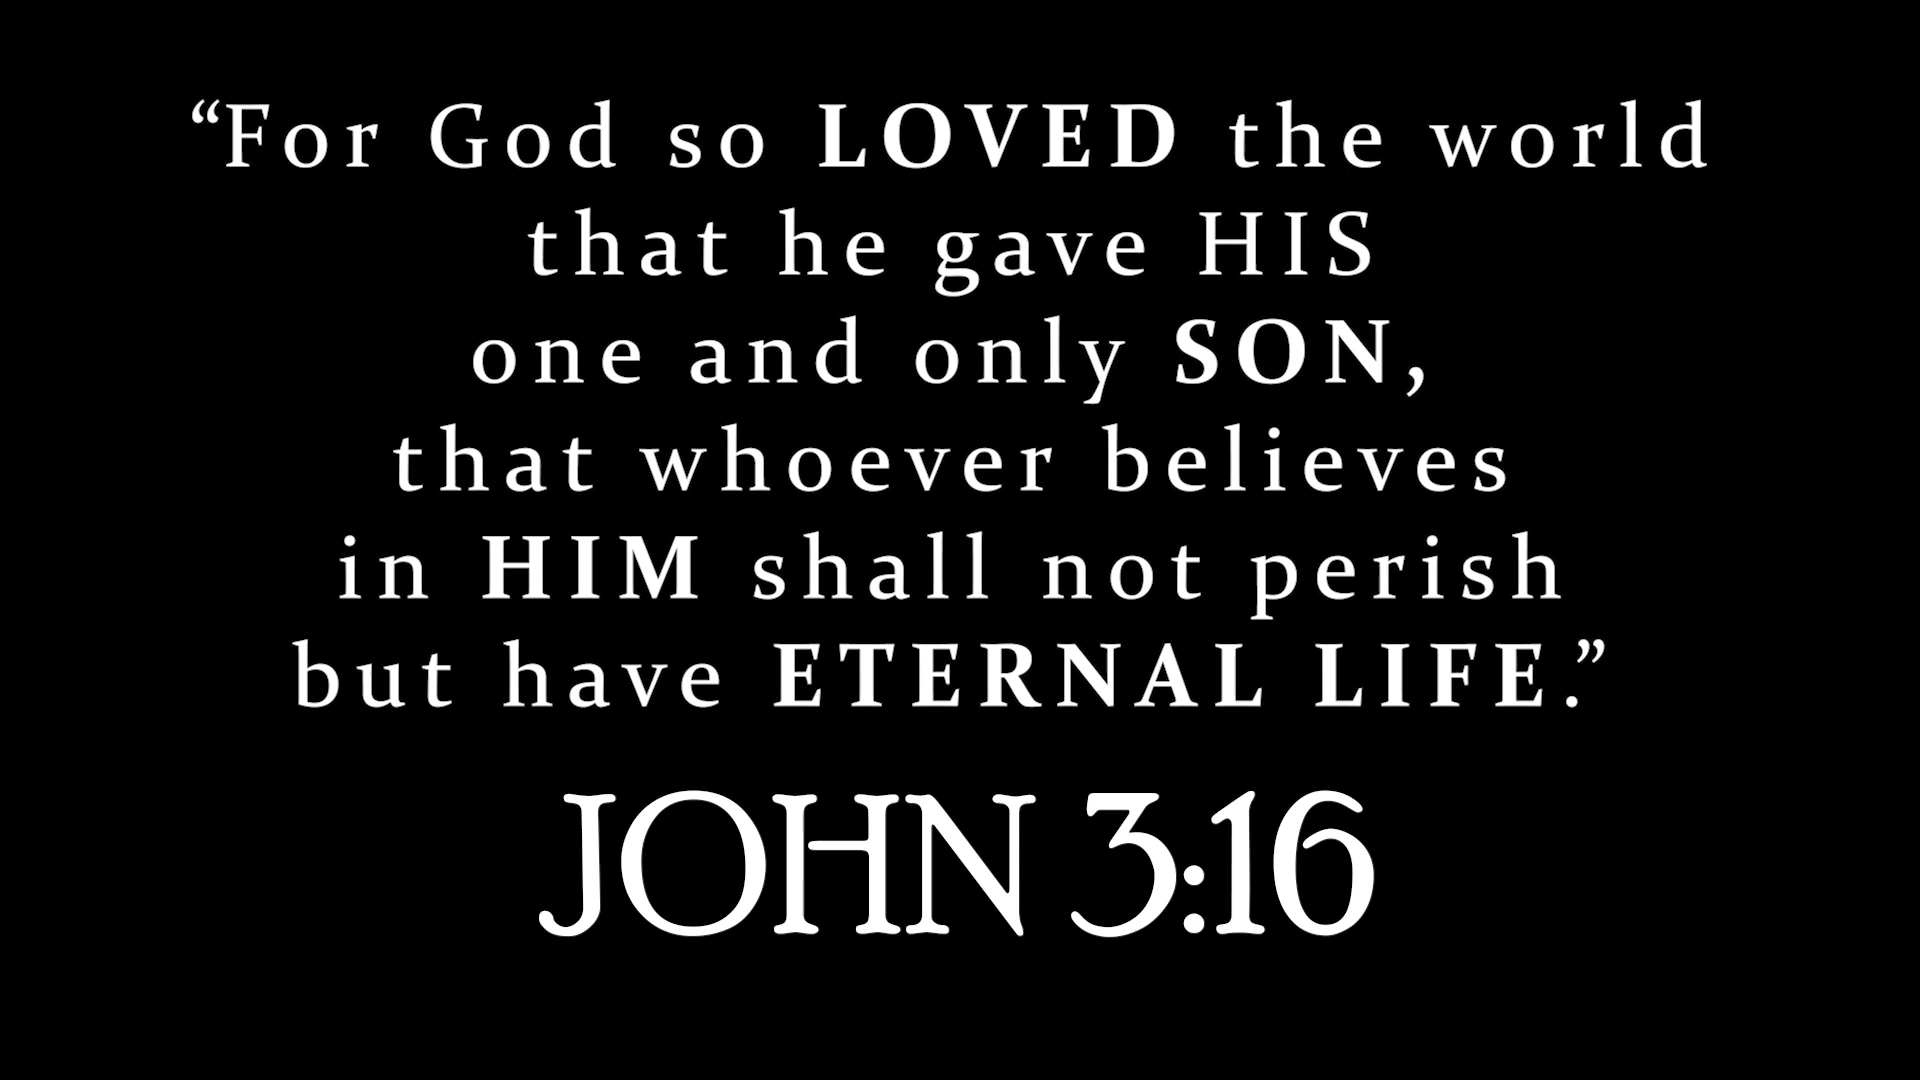 “For God so LOVED the world
that he gave HIS
one and only SON,
that whoever believes
in HIM shall not perish
but have ETERNAL LIFE.”
JOHN 3:16